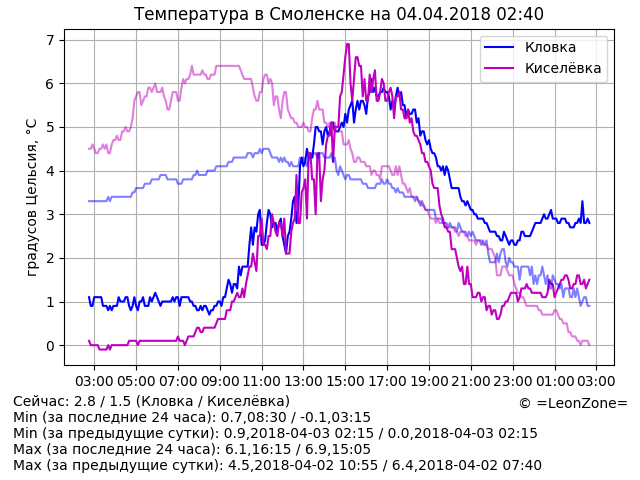 Температура в Смоленске на 04.04.2018 02:40
Кловка
Киселёвка
градусов Цельсия, °C
7
6
5
4
3
2
1
0
03:00 05:00 07:00 09:00 11:00 13:00 15:00 17:00 19:00 21:00 23:00 01:00 03:00
Сейчас: 2.8 / 1.5 (Кловка / Киселёвка)
© =LeonZone=
Min (за последние 24 часа): 0.7,08:30 / -0.1,03:15
Min (за предыдущие сутки): 0.9,2018-04-03 02:15 / 0.0,2018-04-03 02:15
Max (за последние 24 часа): 6.1,16:15 / 6.9,15:05
Max (за предыдущие сутки): 4.5,2018-04-02 10:55 / 6.4,2018-04-02 07:40